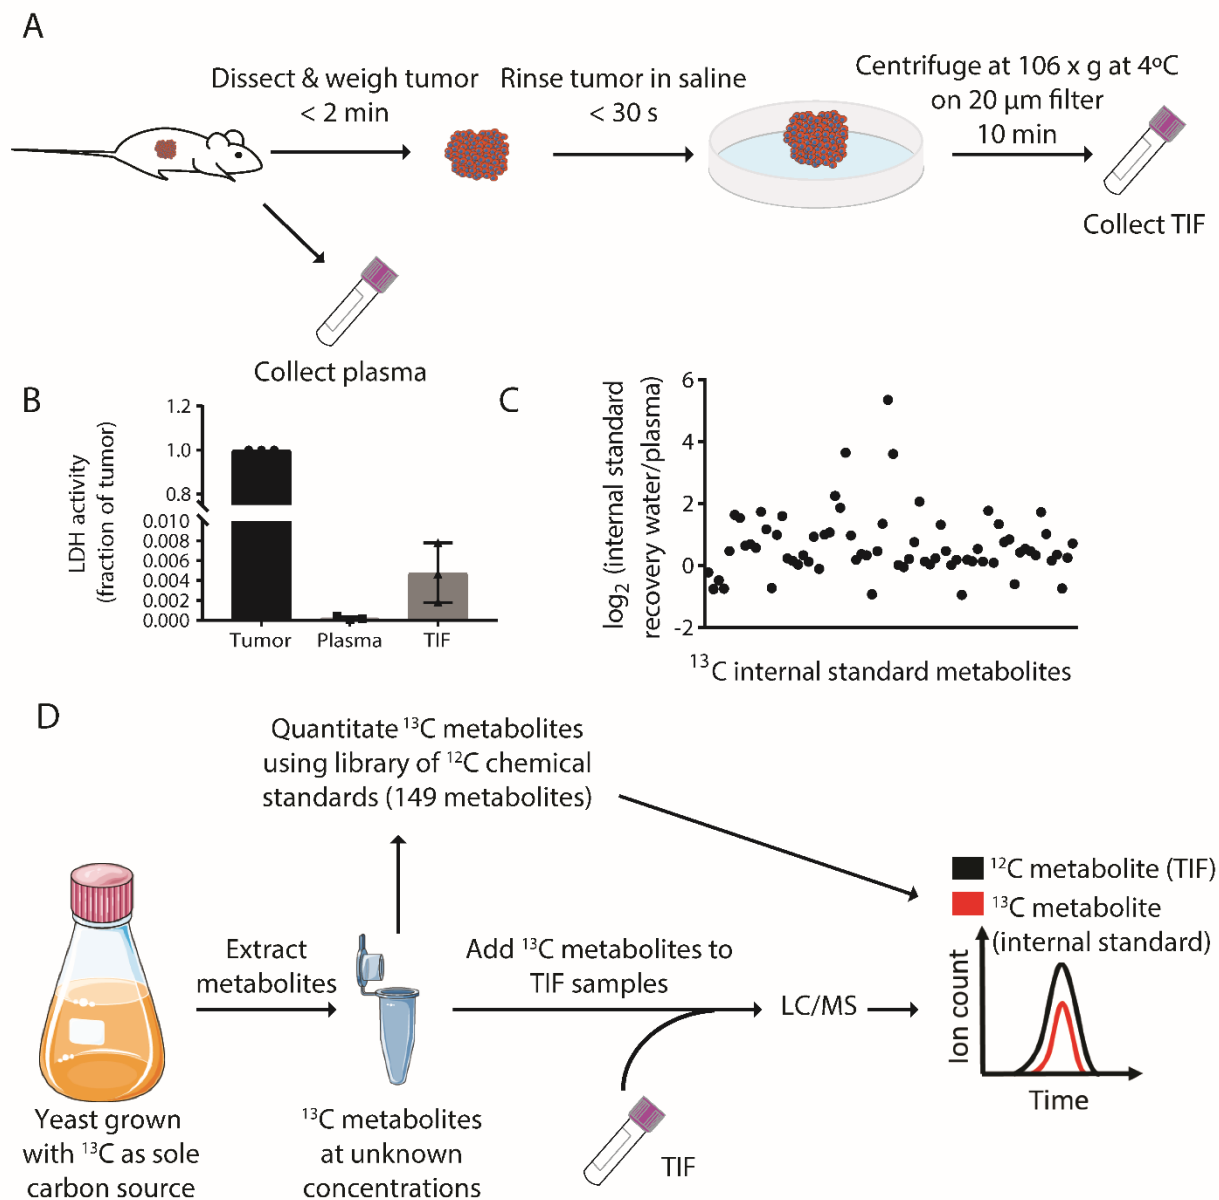 A
Dissect & weigh tumor
< 2 min
Rinse tumor in saline
< 30 s
Centrifuge at 106 x g at 4ºC
on 20 µm filter
10 min
Collect TIF
Collect plasma
B
LDH activity
(fraction of tumor)
1.2
1.0
0.8
0.010
0.008
0.006
0.004
0.002
0.000
Tumor
Plasma
TIF
C
log₂ (internal standard
recovery water/plasma)
6
4
2
0
-2
¹³C internal standard metabolites
D
Quantitate ¹³C metabolites
using library of ¹²C chemical
standards (149 metabolites)
Extract
metabolites
Add ¹³C metabolites to
TIF samples
LC/MS
¹²C metabolite (TIF)
¹³C metabolite
(internal standard)
Ion count
Time
Yeast grown
with ¹³C as sole
carbon source
¹³C metabolites
at unknown
concentrations
TIF